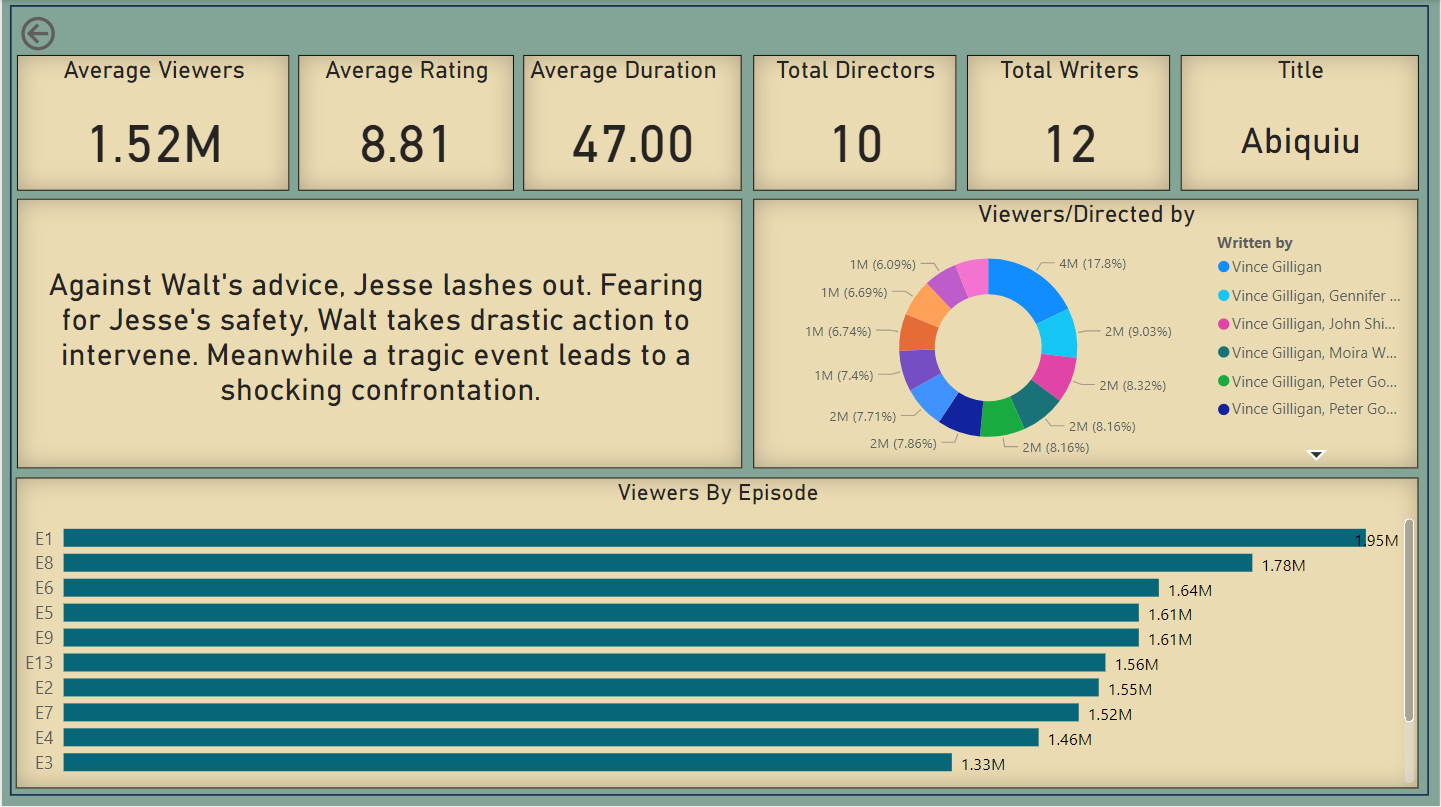 Average Viewers
1.52M
Average Rating
8.81
Average Duration
47.00
Total Directors
10
Total Writers
12
Title
Abiquiu
Against Walt's advice, Jesse lashes out. Fearing
for Jesse's safety, Walt takes drastic action to
intervene. Meanwhile a tragic event leads to a
shocking confrontation.
Viewers/Directed by
4M (17.8%)
2M (9.03%)
2M (8.32%)
2M (8.16%)
2M (8.16%)
2M (7.86%)
2M (7.71%)
1M (7.4%)
1M (6.74%)
1M (6.69%)
1M (6.09%)
Written by
Vince Gilligan
Vince Gilligan, Gennifer ...
Vince Gilligan, John Shi...
Vince Gilligan, Moira W...
Vince Gilligan, Peter Go...
Vince Gilligan, Peter Go...
Viewers By Episode
E1 1.95M
E8 1.78M
E6 1.64M
E5 1.61M
E9 1.61M
E13 1.56M
E2 1.55M
E7 1.52M
E4 1.46M
E3 1.33M